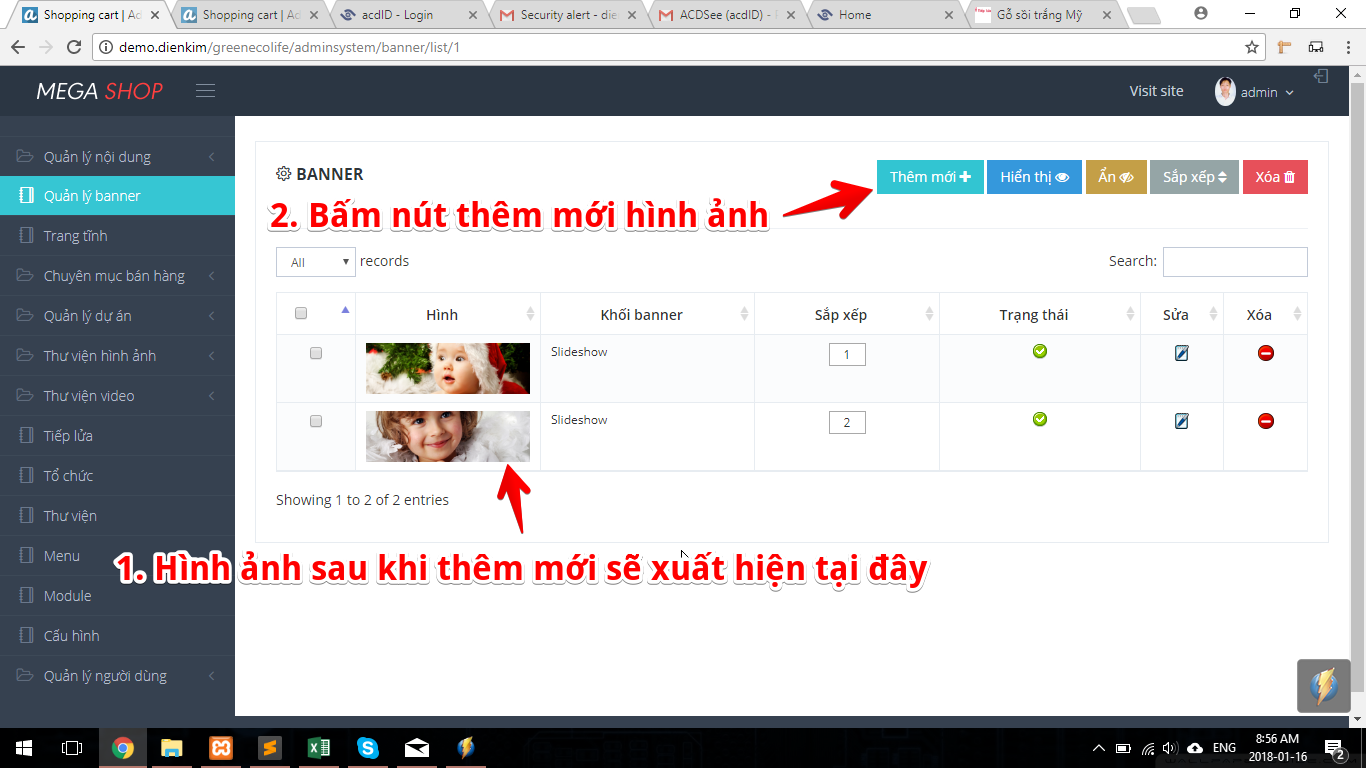 Shopping cart | Ad
Shopping cart | Ad
acdID - Login
Security alert - die
ACDSee (acdID) -
Home
Gỗ sồi trắng Mỹ
demo.dienkim/greenecolife/adminsystem/banner/list/1
MEGA SHOP
Visit site
admin
Quản lý nội dung
Quản lý banner
Trang tĩnh
Chuyên mục bán hàng
Quản lý dự án
Thư viện hình ảnh
Thư viện video
Tiếp lửa
Tổ chức
Thư viện
Menu
Module
Cấu hình
Quản lý người dùng
BANNER
Thêm mới
Hiển thị
Ẩn
Sắp xếp
Xóa
2. Bấm nút thêm mới hình ảnh
All records
Search:
Hình
Khối banner
Sắp xếp
Trạng thái
Sửa
Xóa
Slideshow
1
Slideshow
2
Showing 1 to 2 of 2 entries
1. Hình ảnh sau khi thêm mới sẽ xuất hiện tại đây
ENG
8:56 AM
2018-01-16
2